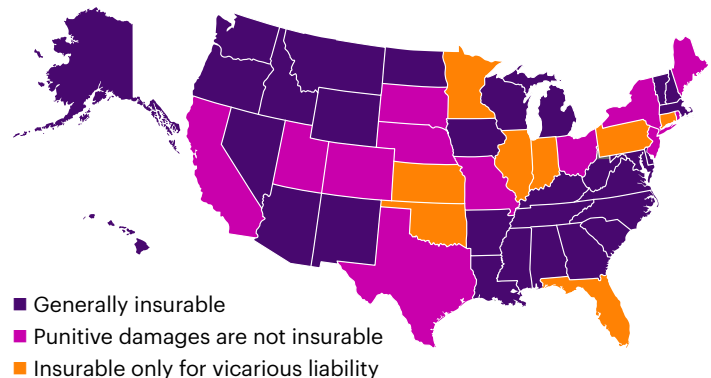 Generally insurable
Punitive damages are not insurable
Insurable only for vicarious liability